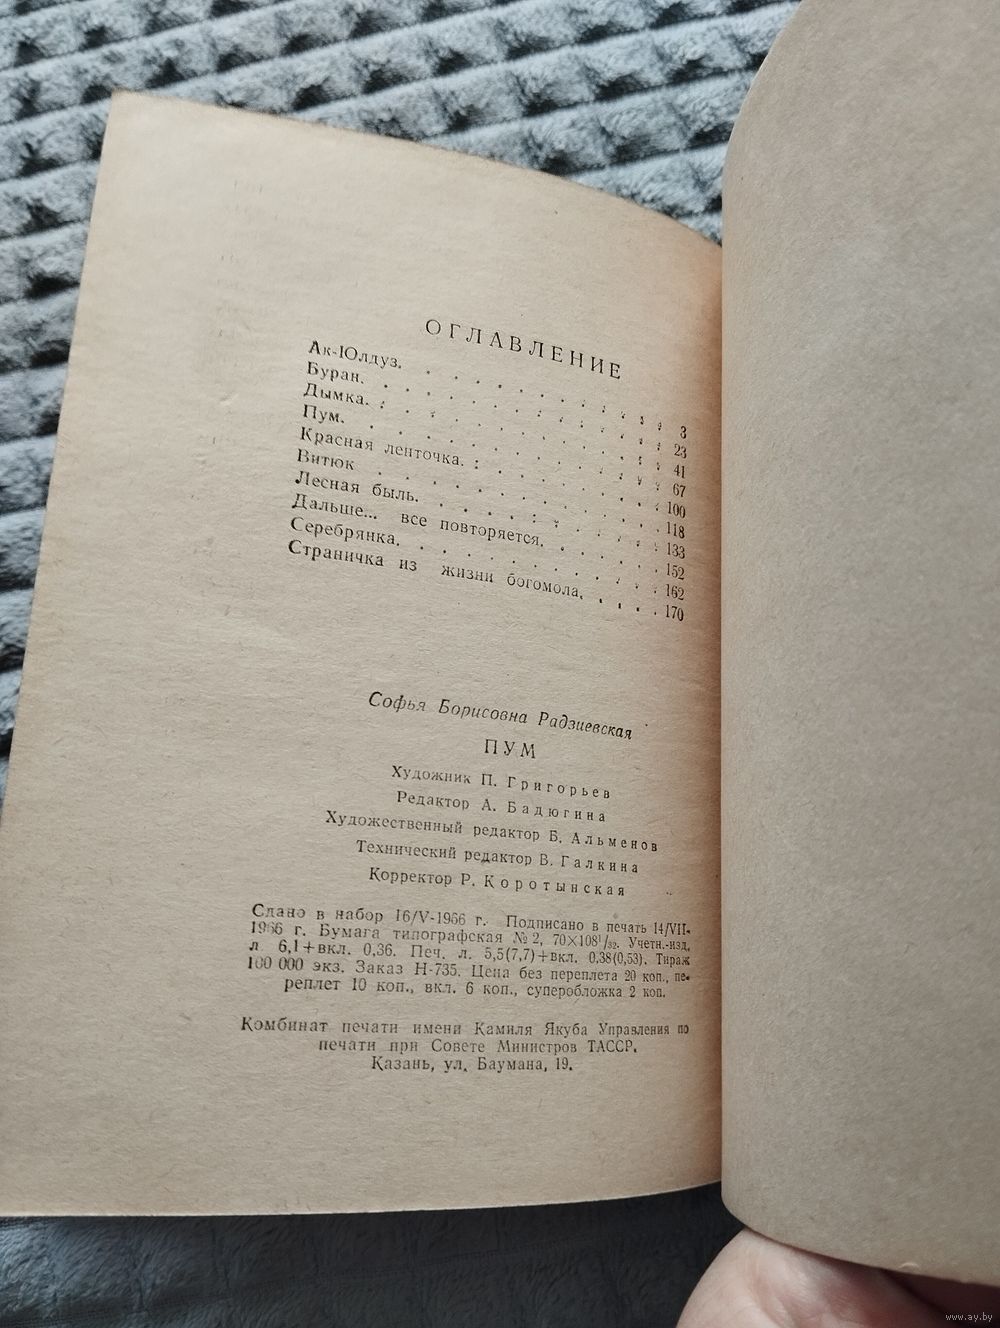 ОГЛАВЛЕНИЕ
Ак-Юлдуз. . . . . . . . . . . . . 3
Буран. . . . . . . . . . . . . . 23
Дымка. . . . . . . . . . . . . . 41
Пум. . . . . . . . . . . . . . . 67
Красная ленточка. . . . . . . . . 100
Витюк . . . . . . . . . . . . . . 118
Лесная быль. . . . . . . . . . . 133
Дальше... все повторяется. . . . . 152
Серебрянка. . . . . . . . . . . . 162
Страничка из жизни богомола. . . . . 170
Софья Борисовна Радзиевская
ПУМ
Художник П. Григорьев
Редактор А. Бадюгина
Художественный редактор Б. Альменов
Технический редактор В. Галкина
Корректор Р. Коротынская
Сдано в набор 16/V-1966 г. Подписано в печать 14/VII-
1966 г. Бумага типографская №2, 70×108¹/₃₂. Учетн.-изд.
л. 6,1+вкл. 0,36. Печ. л. 5,5(7,7)+вкл. 0,38(0,53). Тираж
100 000 экз. Заказ Н-735. Цена без переплета 20 коп., пе-
реплет 10 коп., вкл. 6 коп., суперобложка 2 коп.
Комбинат печати имени Камиля Якуба Управления по
печати при Совете Министров ТАССР.
Казань, ул. Баумана, 19.
www.ay.by